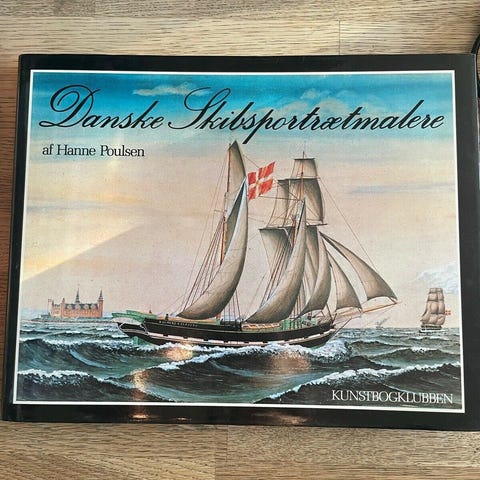 Danske Skibsportrætmalere
af Hanne Poulsen
KUNSTBOGKLUBBEN